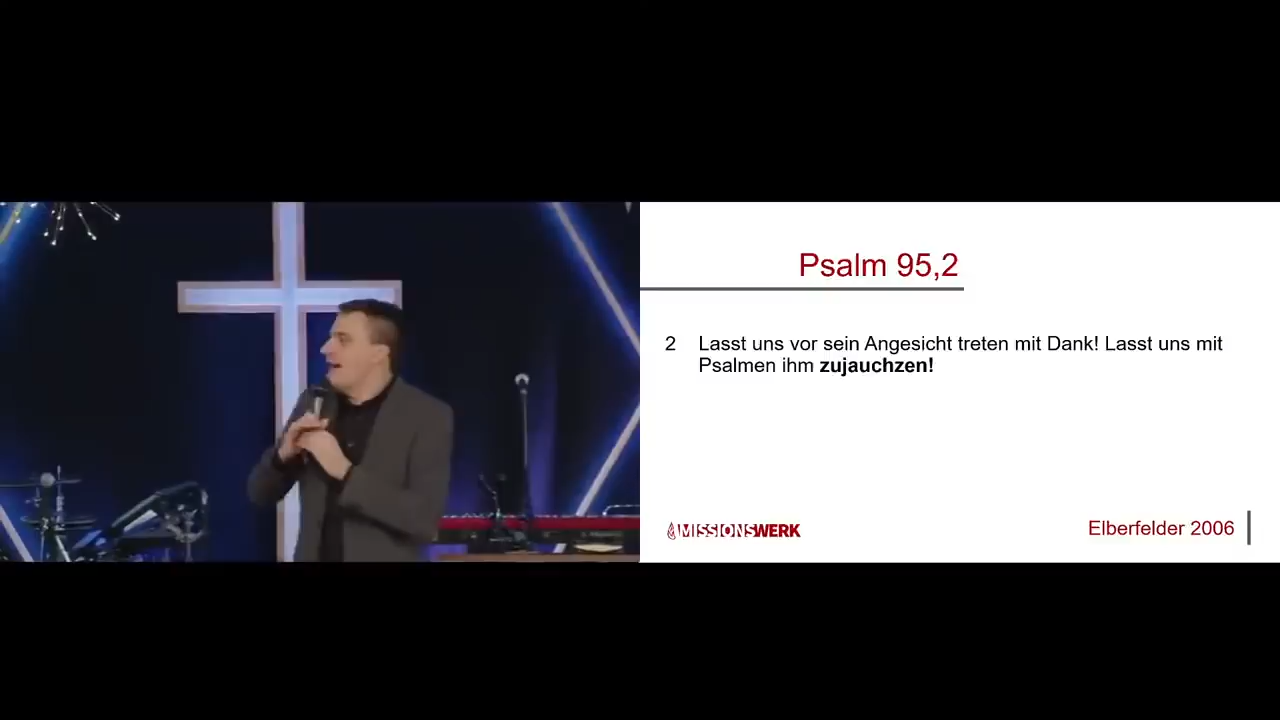 Psalm 95,2
2 Lasst uns vor sein Angesicht treten mit Dank! Lasst uns mit
Psalmen ihm zujauchzen!
MISSIONSWERK
Elberfelder 2006